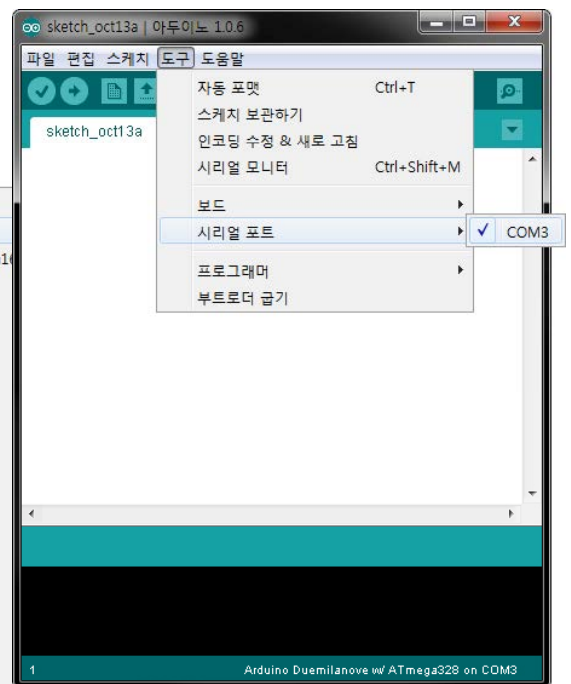 sketch_oct13a | 아두이노 1.0.6
파일 편집 스케치 도구 도움말
자동 포맷 Ctrl+T
스케치 보관하기
sketch_oct13a
인코딩 수정 & 새로 고침
시리얼 모니터 Ctrl+Shift+M
보드
시리얼 포트
COM3
프로그래머
부트로더 굽기
1 Arduino Duemilanove w/ ATmega328 on COM3